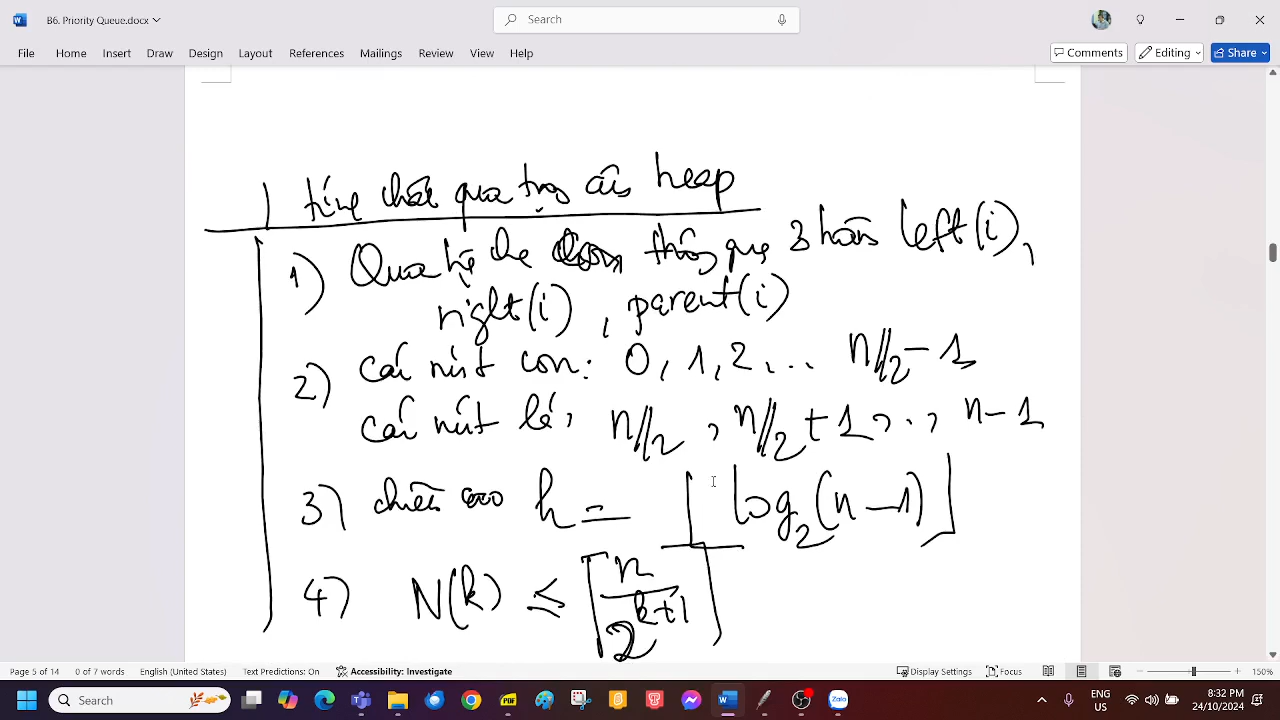 B6. Priority Queue.docx
Search
File Home Insert Draw Design Layout References Mailings Review View Help
Comments Editing Share
tính chất quan trọng của heap
1) Quan hệ cha con thông qua 3 hàm left(i),
right(i), parent(i)
2) các nút con: 0, 1, 2, ... n//2 - 1
các nút lá, n//2, n//2 + 1, .., n-1
3) chiều cao h = ⌊log₂(n-1)⌋
4) N(k) ≤ ⌈n/2^(k+1)⌉
Page 5 of 14 0 of 7 words English (United States) Text Predictions: On Accessibility: Investigate Display Settings Focus 150%
Search ENG 8:32 PM
US 24/10/2024